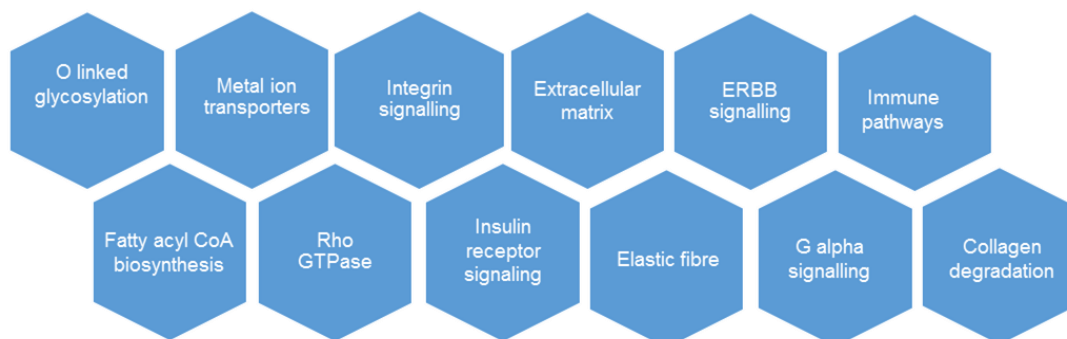 O linked
glycosylation
Metal ion
transporters
Integrin
signalling
Extracellular
matrix
ERBB
signalling
Immune
pathways
Fatty acyl CoA
biosynthesis
Rho
GTPase
Insulin
receptor
signaling
Elastic fibre
G alpha
signalling
Collagen
degradation